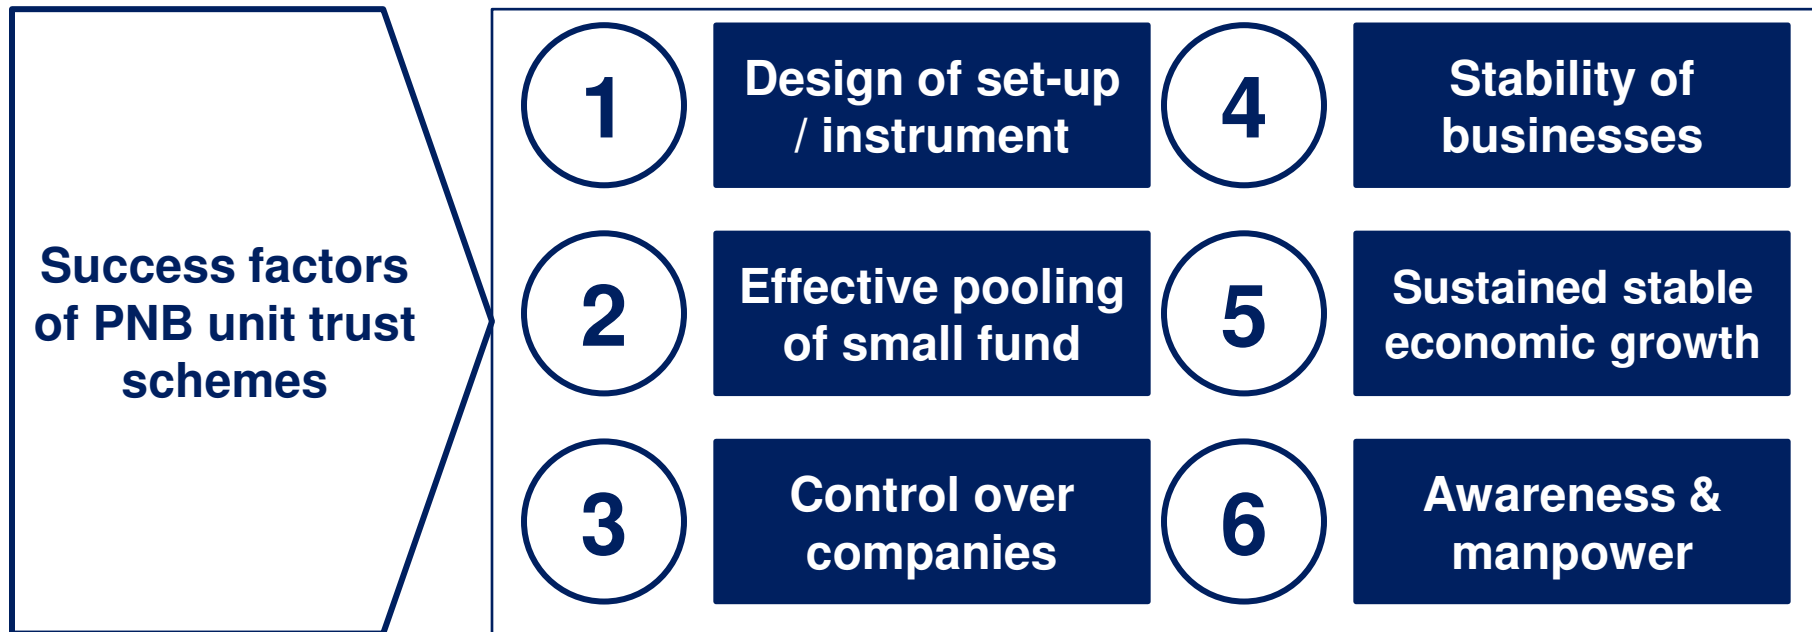 Success factors
of PNB unit trust
schemes
1
Design of set-up
/ instrument
2
Effective pooling
of small fund
3
Control over
companies
4
Stability of
businesses
5
Sustained stable
economic growth
6
Awareness &
manpower